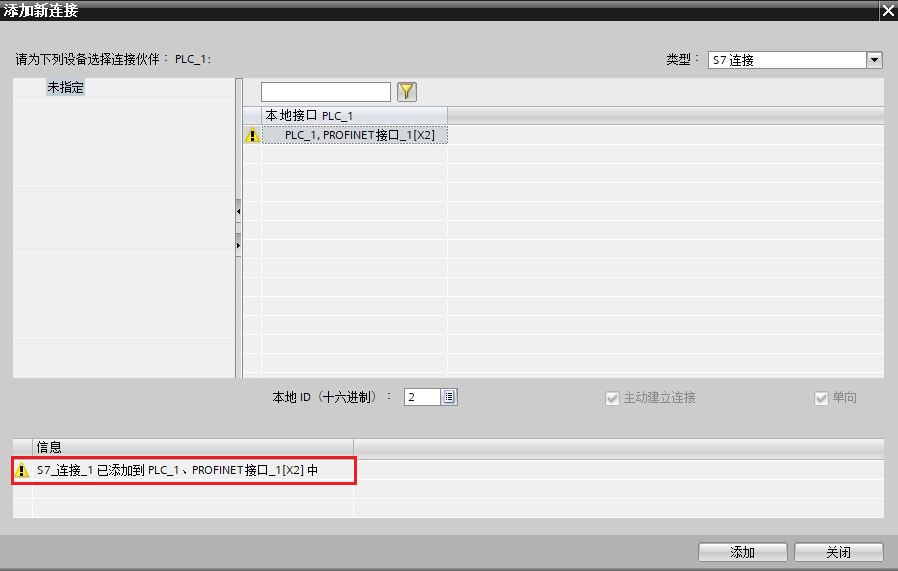 添加新连接
请为下列设备选择连接伙伴： PLC_1:
类型： S7 连接
未指定
本地接口 PLC_1
PLC_1, PROFINET接口_1[X2]
本地 ID（十六进制）： 2
主动建立连接
单向
信息
S7_连接_1 已添加到 PLC_1、PROFINET接口_1[X2] 中
添加
关闭